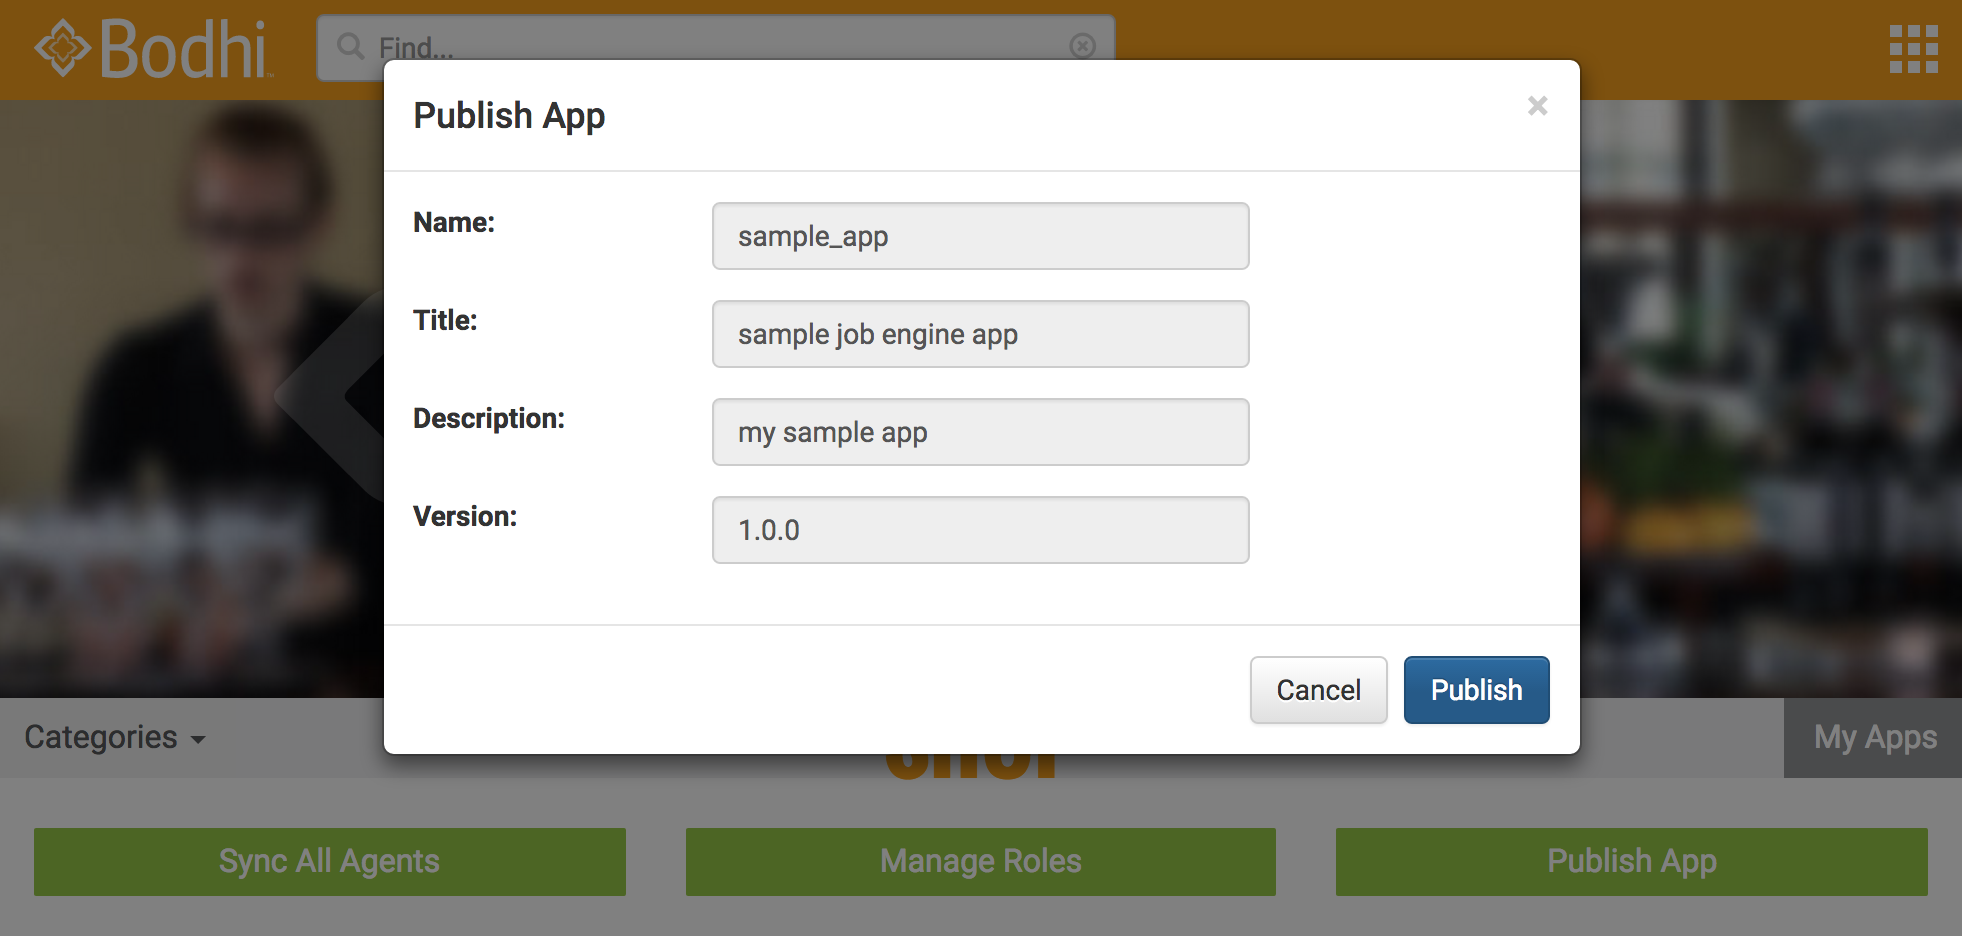 Bodhi™
Find...
Publish App
×
Name:
sample_app
Title:
sample job engine app
Description:
my sample app
Version:
1.0.0
Cancel
Publish
Categories
My Apps
Sync All Agents
Manage Roles
Publish App